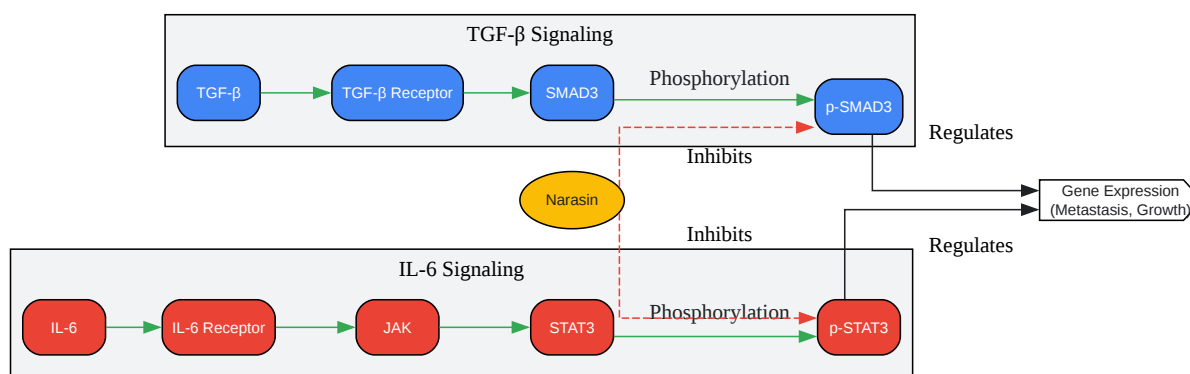 TGF-β Signaling
TGF-β
TGF-β Receptor
SMAD3
Phosphorylation
p-SMAD3
Regulates
Inhibits
Narasin
Gene Expression
(Metastasis, Growth)
Inhibits
Regulates
IL-6 Signaling
IL-6
IL-6 Receptor
JAK
STAT3
Phosphorylation
p-STAT3